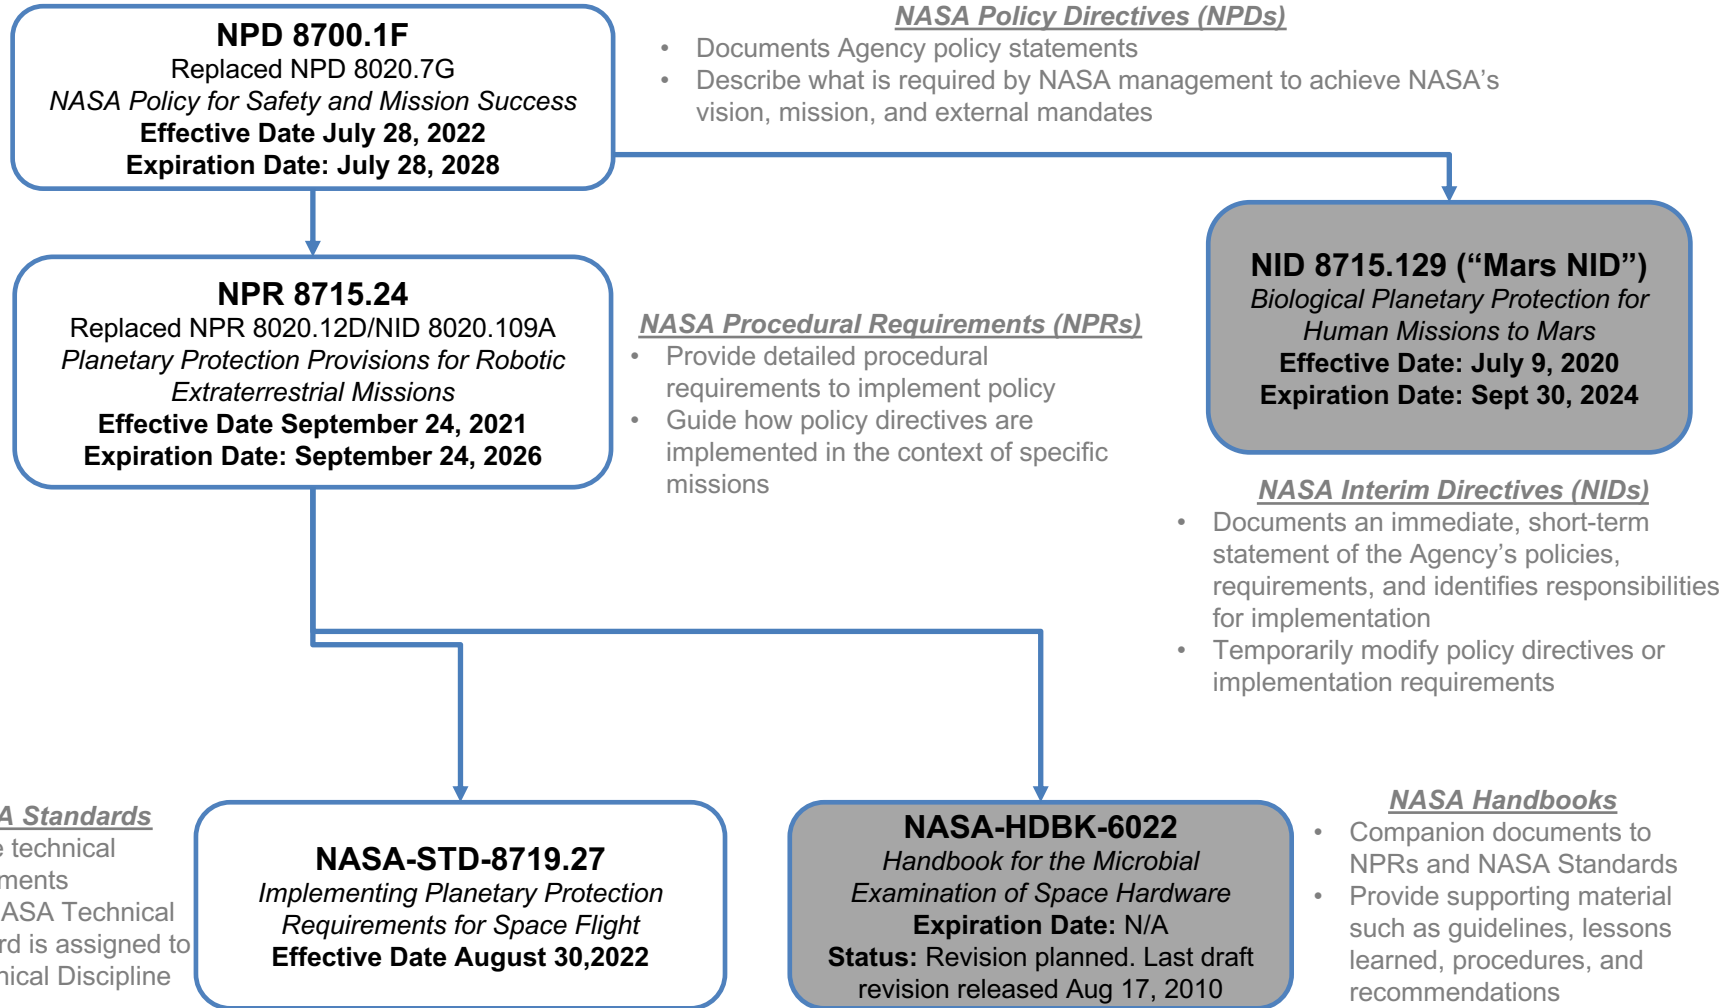 NPD 8700.1F
Replaced NPD 8020.7G
NASA Policy for Safety and Mission Success
Effective Date July 28, 2022
Expiration Date: July 28, 2028
NASA Policy Directives (NPDs)
• Documents Agency policy statements
• Describe what is required by NASA management to achieve NASA’s
vision, mission, and external mandates
NPR 8715.24
Replaced NPR 8020.12D/NID 8020.109A
Planetary Protection Provisions for Robotic
Extraterrestrial Missions
Effective Date September 24, 2021
Expiration Date: September 24, 2026
NASA Procedural Requirements (NPRs)
• Provide detailed procedural
requirements to implement policy
• Guide how policy directives are
implemented in the context of specific
missions
NID 8715.129 (“Mars NID”)
Biological Planetary Protection for
Human Missions to Mars
Effective Date: July 9, 2020
Expiration Date: Sept 30, 2024
NASA Interim Directives (NIDs)
• Documents an immediate, short-term
statement of the Agency’s policies,
requirements, and identifies responsibilities
for implementation
• Temporarily modify policy directives or
implementation requirements
Standards
technical
Technical
is assigned to
Discipline
NASA-STD-8719.27
Implementing Planetary Protection
Requirements for Space Flight
Effective Date August 30,2022
NASA-HDBK-6022
Handbook for the Microbial
Examination of Space Hardware
Expiration Date: N/A
Status: Revision planned. Last draft
revision released Aug 17, 2010
NASA Handbooks
• Companion documents to
NPRs and NASA Standards
• Provide supporting material
such as guidelines, lessons
learned, procedures, and
recommendations